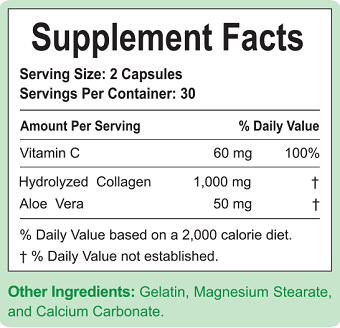 Supplement Facts
Serving Size: 2 Capsules
Servings Per Container: 30
Amount Per Serving % Daily Value
Vitamin C 60 mg 100%
Hydrolyzed Collagen 1,000 mg †
Aloe Vera 50 mg †
% Daily Value based on a 2,000 calorie diet.
† % Daily Value not established.
Other Ingredients: Gelatin, Magnesium Stearate,
and Calcium Carbonate.